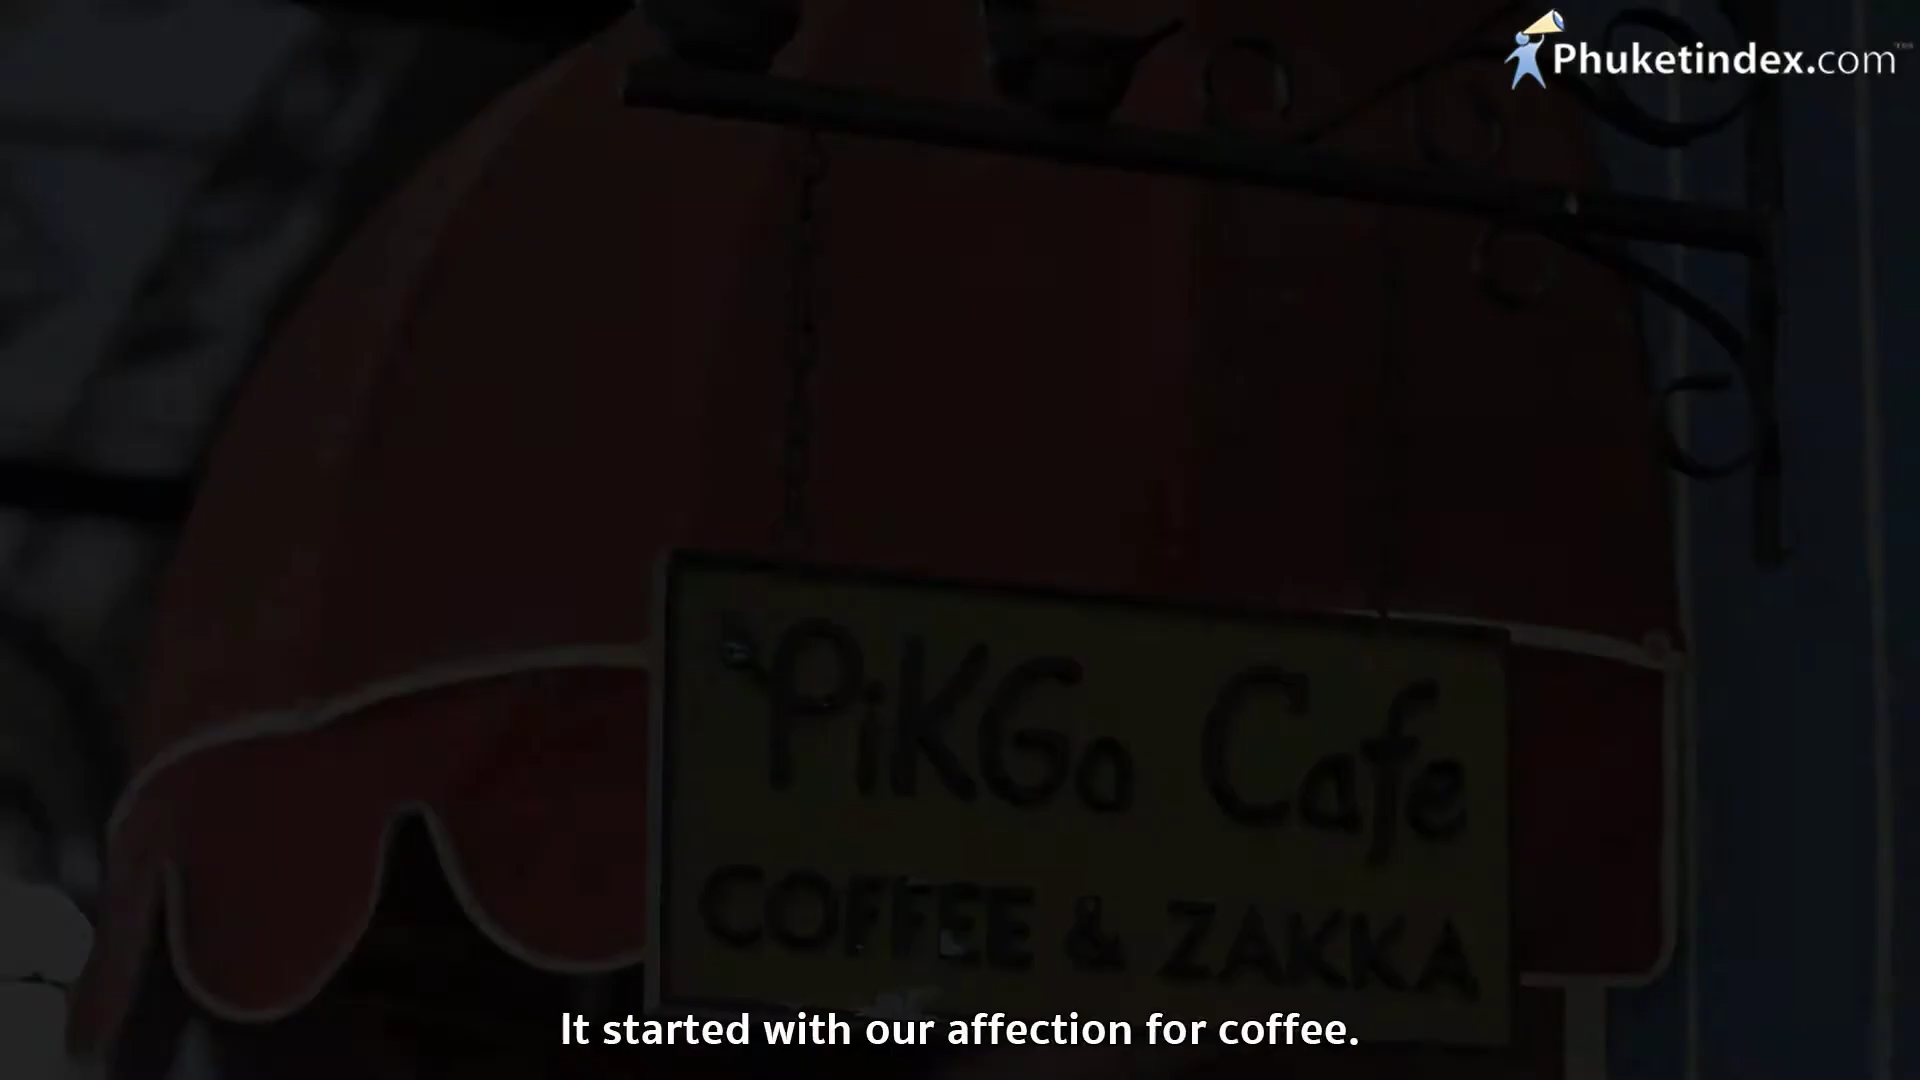 Phuketindex.com
PiKGo Cafe
COFFEE & ZAKKA
It started with our affection for coffee.